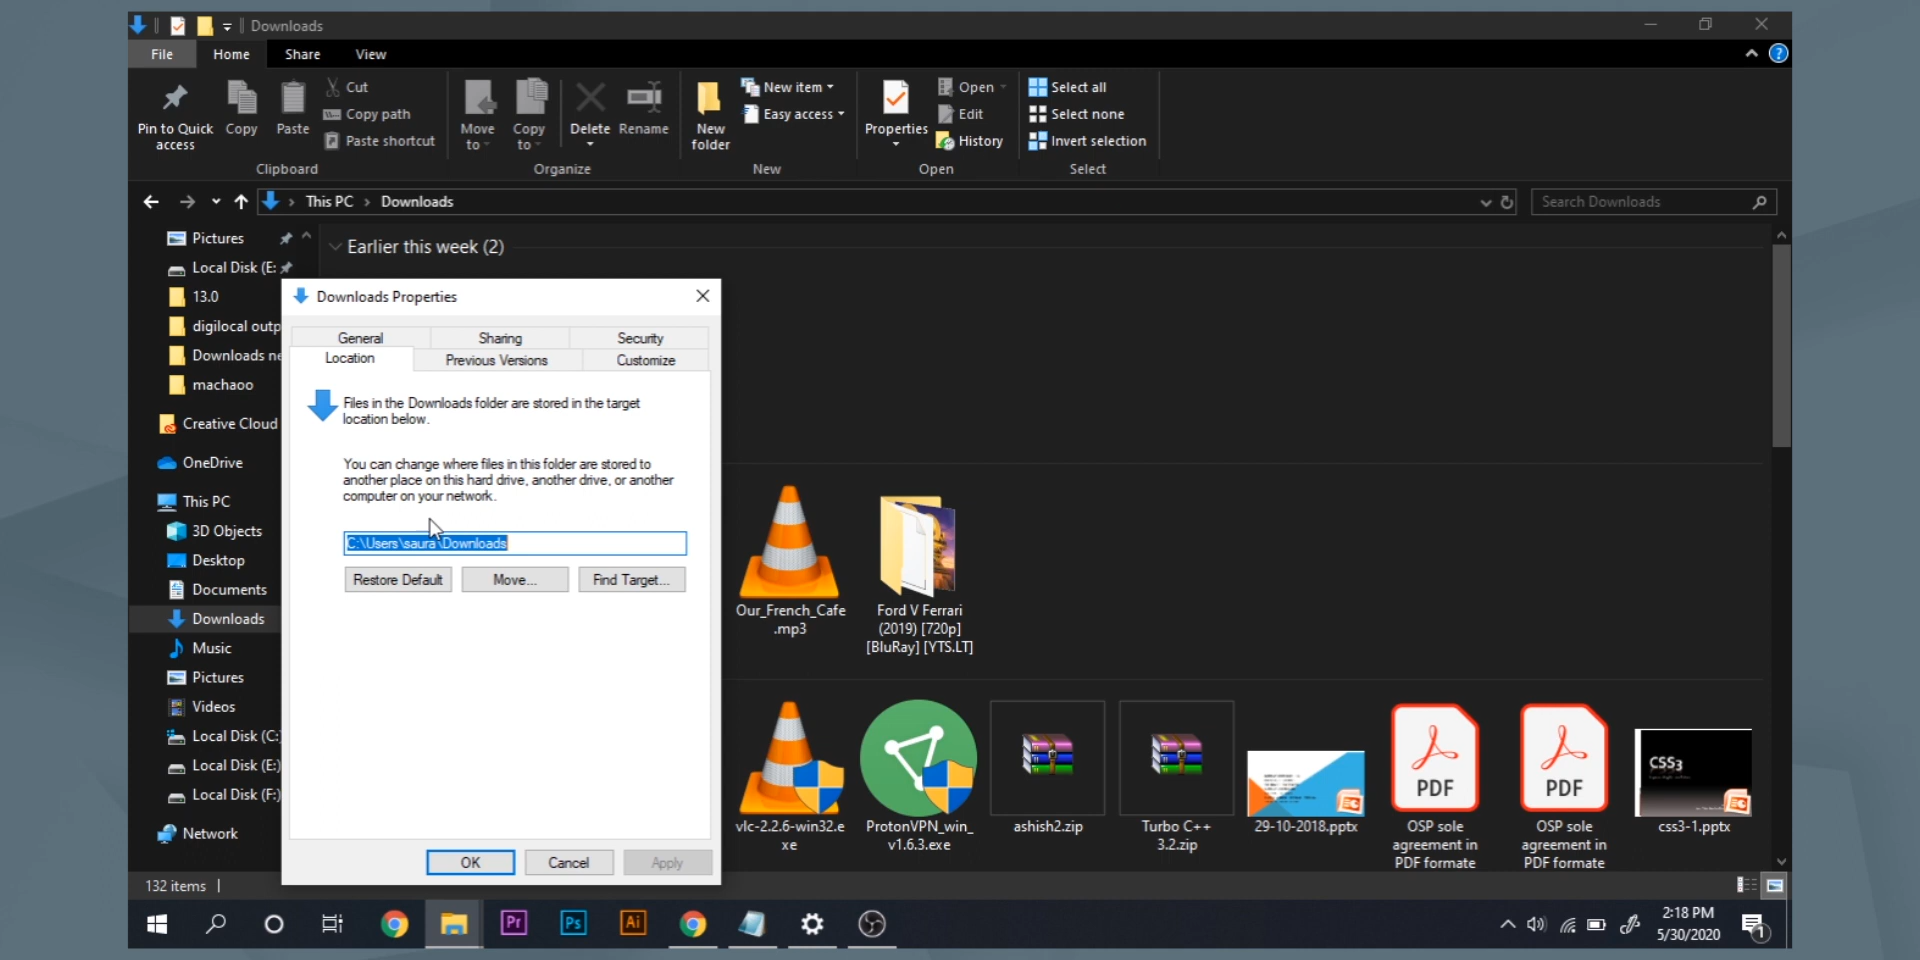 Downloads
File Home Share View
Pin to Quick access
Copy
Paste
Cut
Copy path
Paste shortcut
Clipboard
Move to
Copy to
Delete
Rename
Organize
New folder
New item
Easy access
New
Properties
Open
Edit
History
Open
Select all
Select none
Invert selection
Select
This PC > Downloads
Search Downloads
Pictures
Local Disk (E:
13.0
digilocal outp
Downloads ne
machaoo
Creative Cloud
OneDrive
This PC
3D Objects
Desktop
Documents
Downloads
Music
Pictures
Videos
Local Disk (C:
Local Disk (E:)
Local Disk (F:)
Network
132 items
Earlier this week (2)
Downloads Properties
General Sharing Security
Location Previous Versions Customize
Files in the Downloads folder are stored in the target
location below.
You can change where files in this folder are stored to
another place on this hard drive, another drive, or another
computer on your network.
C:\Users\saura\Downloads
Restore Default Move... Find Target...
OK Cancel Apply
Our_French_Cafe
.mp3
Ford V Ferrari
(2019) [720p]
[BluRay] [YTS.LT]
vlc-2.2.6-win32.e
xe
ProtonVPN_win_
v1.6.3.exe
ashish2.zip
Turbo C++
3.2.zip
29-10-2018.pptx
PDF
OSP sole
agreement in
PDF formate
PDF
OSP sole
agreement in
PDF formate
CSS3
css3-1.pptx
Pr
Ps
Ai
2:18 PM
5/30/2020
1